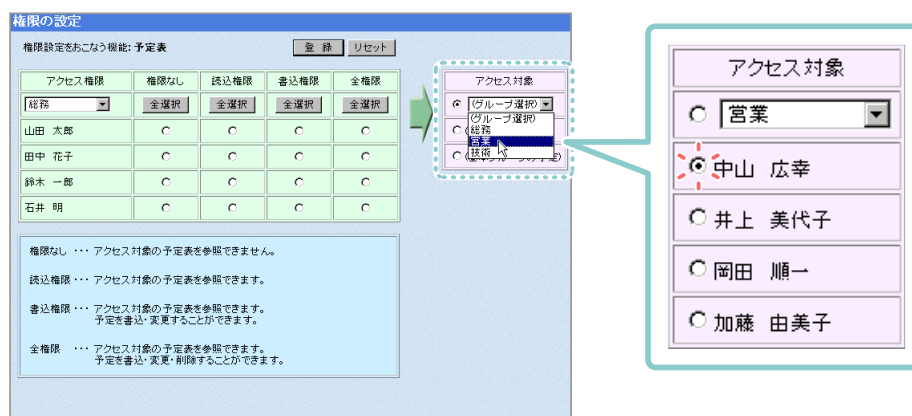 権限の設定
権限設定をおこなう機能: 予定表
登 録 リセット
アクセス権限 権限なし 読込権限 書込権限 全権限
総務 全選択 全選択 全選択 全選択
山田 太郎
田中 花子
鈴木 一郎
石井 明
アクセス対象
(グループ選択)
(グループ選択)
総務
営業
技術
権限なし ・・・ アクセス対象の予定表を参照できません。
読込権限 ・・・ アクセス対象の予定表を参照できます。
書込権限 ・・・ アクセス対象の予定表を参照できます。
予定を書込・変更することができます。
全権限 ・・・ アクセス対象の予定表を参照できます。
予定を書込・変更・削除することができます。
アクセス対象
営業
中山 広幸
井上 美代子
岡田 順一
加藤 由美子